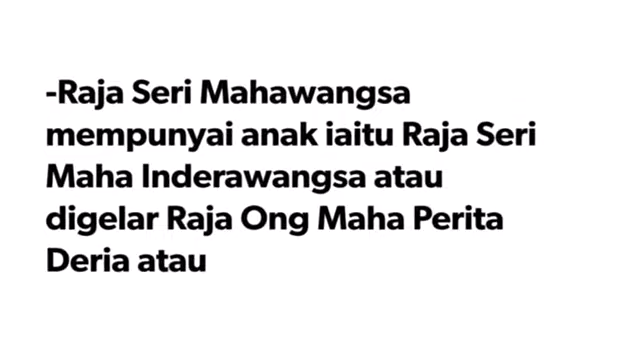 -Raja Seri Mahawangsa
mempunyai anak iaitu Raja Seri
Maha Inderawangsa atau
digelar Raja Ong Maha Perita
Deria atau